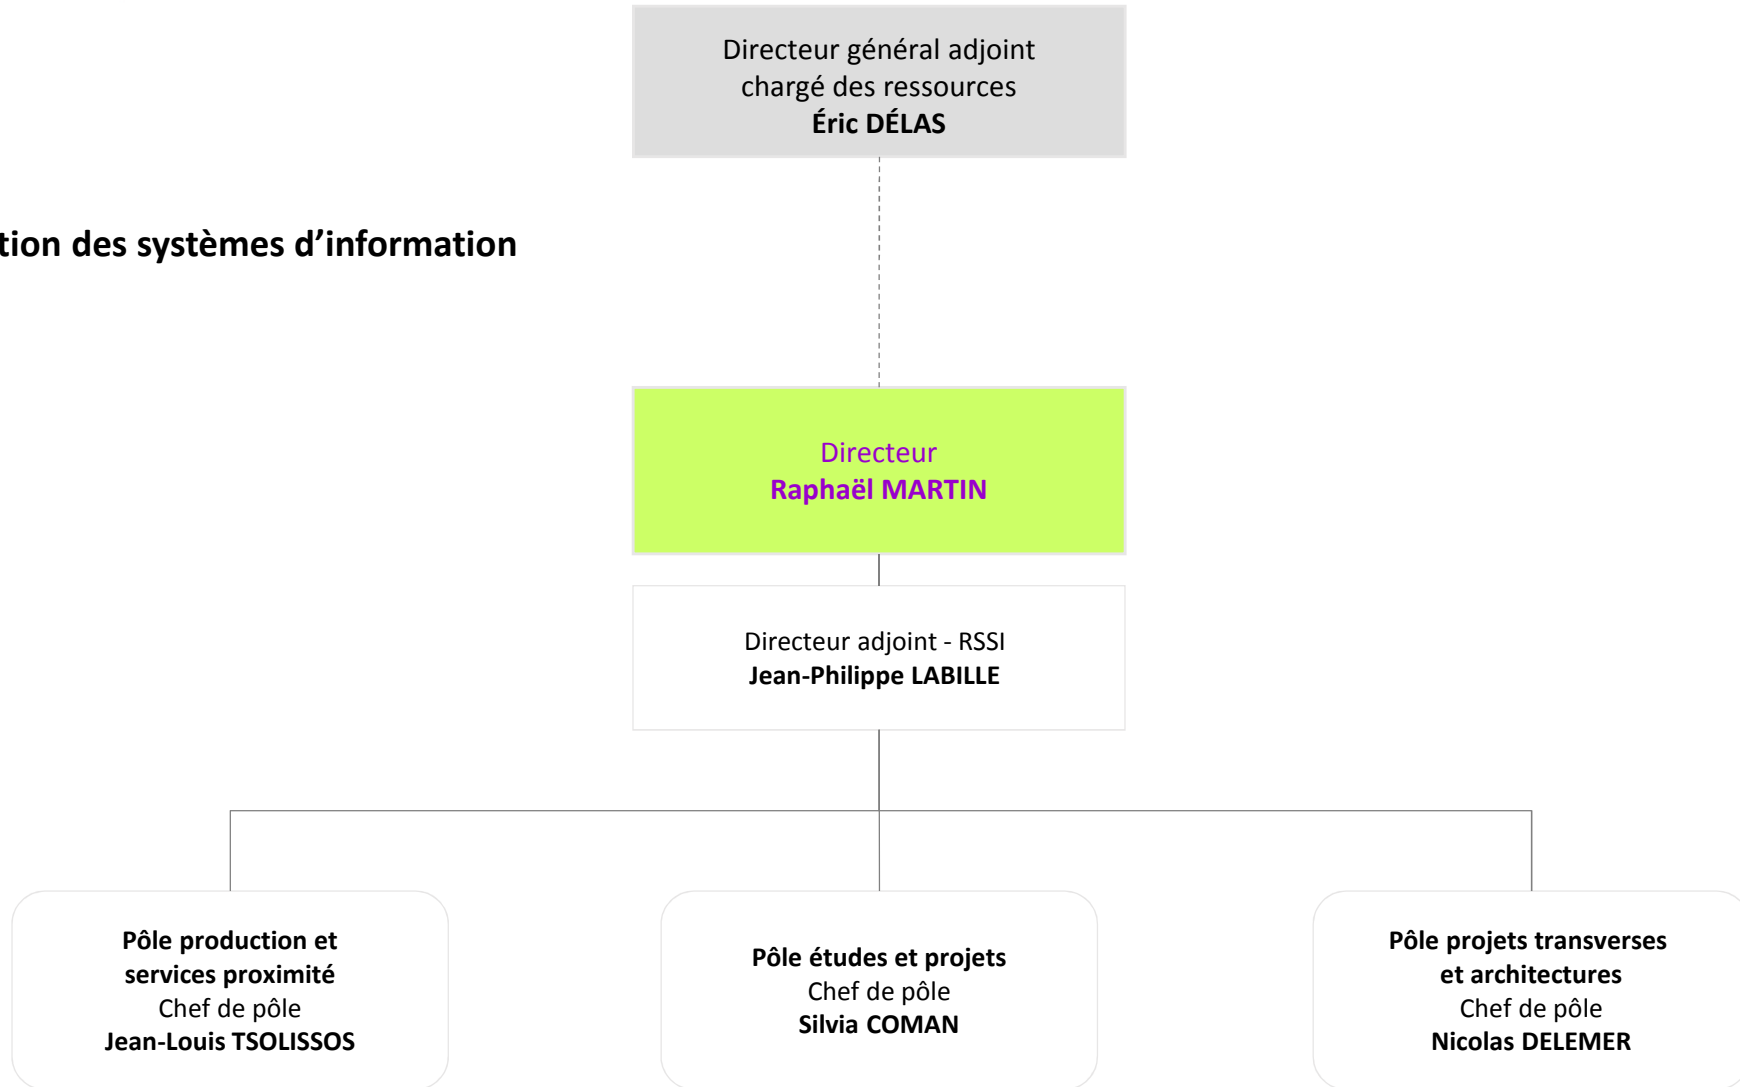 Directeur général adjoint
chargé des ressources
Éric DÉLAS
tion des systèmes d’information
Directeur
Raphaël MARTIN
Directeur adjoint - RSSI
Jean-Philippe LABILLE
Pôle production et
services proximité
Chef de pôle
Jean-Louis TSOLISSOS
Pôle études et projets
Chef de pôle
Silvia COMAN
Pôle projets transverses
et architectures
Chef de pôle
Nicolas DELEMER